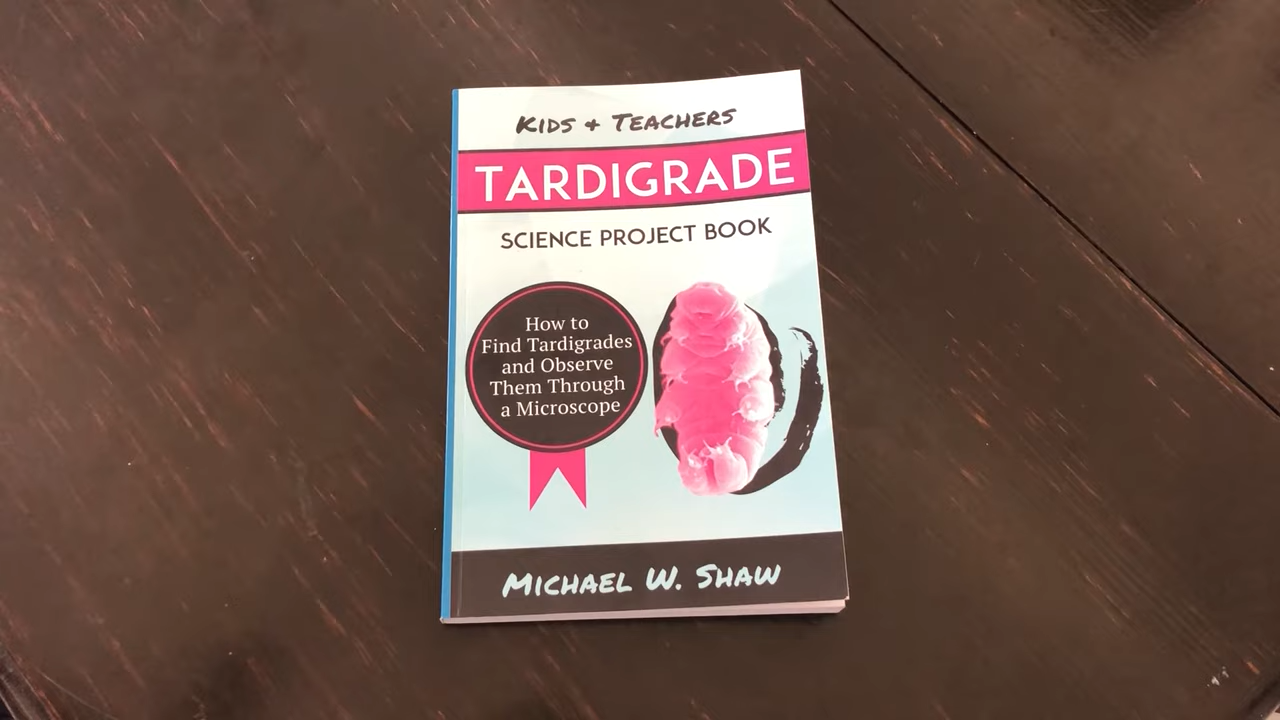 Kids + Teachers
TARDIGRADE
SCIENCE PROJECT BOOK
How to
Find Tardigrades
and Observe
Them Through
a Microscope
Michael W. Shaw